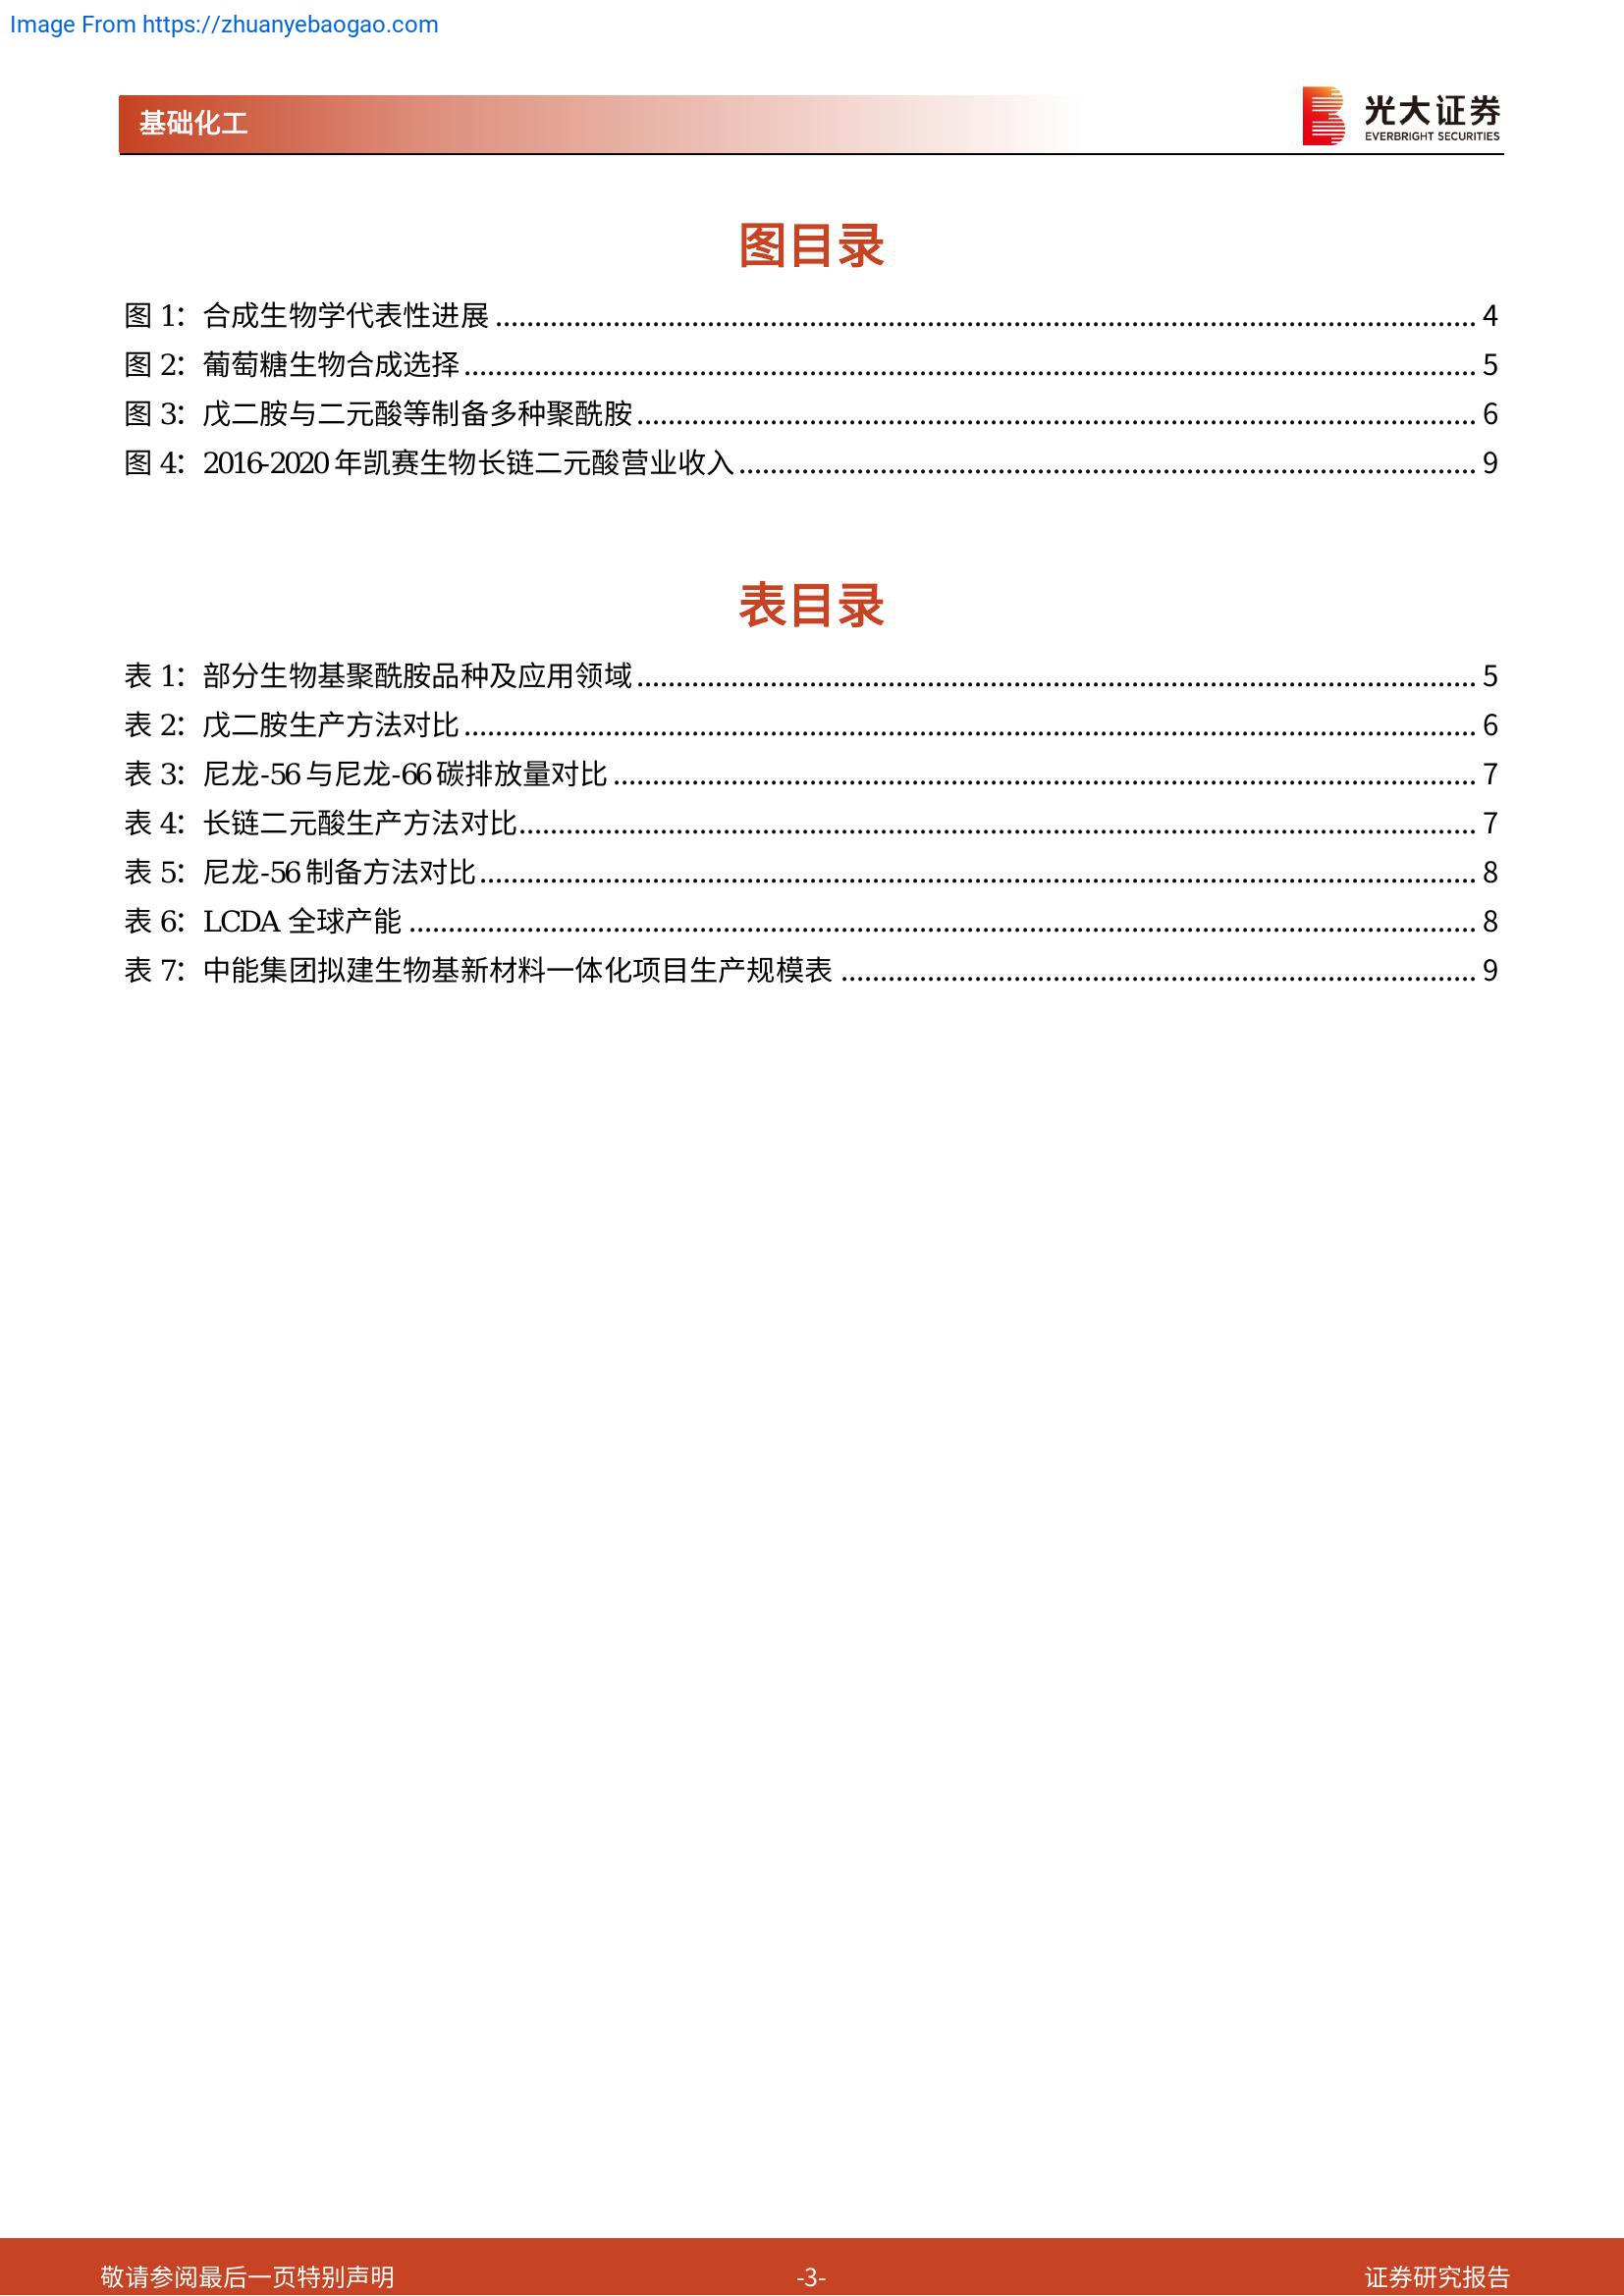 Image From https://zhuanyebaogao.com
基础化工
光大证券
EVERBRIGHT SECURITIES
图目录
图 1：合成生物学代表性进展 4
图 2：葡萄糖生物合成选择 5
图 3：戊二胺与二元酸等制备多种聚酰胺 6
图 4：2016-2020 年凯赛生物长链二元酸营业收入 9
表目录
表 1：部分生物基聚酰胺品种及应用领域 5
表 2：戊二胺生产方法对比 6
表 3：尼龙-56 与尼龙-66 碳排放量对比 7
表 4：长链二元酸生产方法对比 7
表 5：尼龙-56 制备方法对比 8
表 6：LCDA 全球产能 8
表 7：中能集团拟建生物基新材料一体化项目生产规模表 9
敬请参阅最后一页特别声明 -3- 证券研究报告